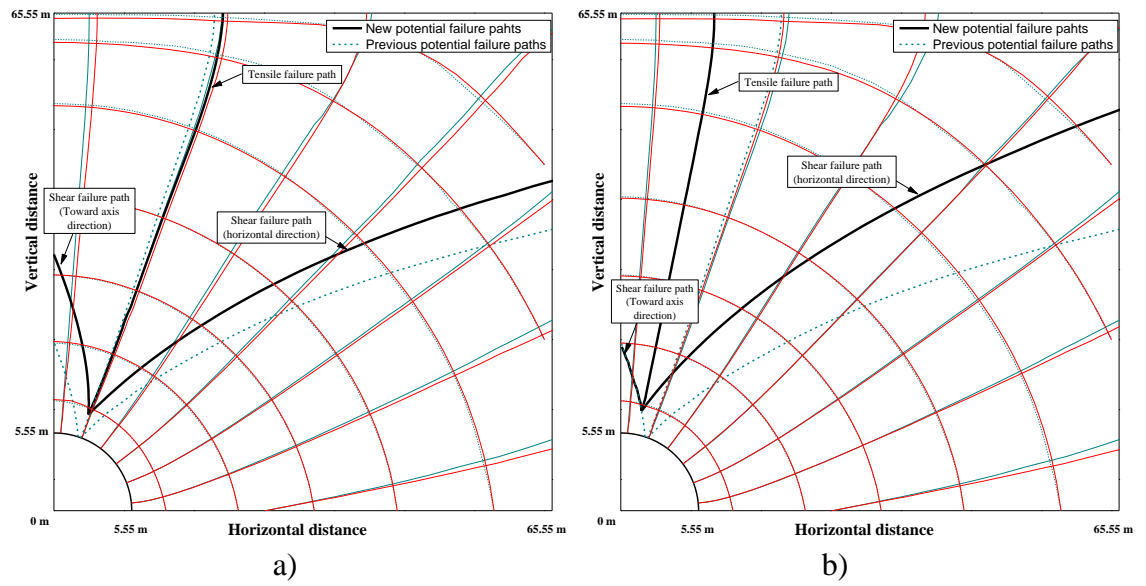 65.55 m
New potential failure pahts
Previous potential failure paths
Tensile failure path
Shear failure path
(Toward axis
direction)
Shear failure path
(horizontal direction)
Vertical distance
5.55 m
0 m
5.55 m
Horizontal distance
65.55 m
a)
65.55 m
New potential failure pahts
Previous potential failure paths
Tensile failure path
Shear failure path
(horizontal direction)
Vertical distance
Shear failure path
(Toward axis
direction)
5.55 m
0 m
5.55 m
Horizontal distance
65.55 m
b)